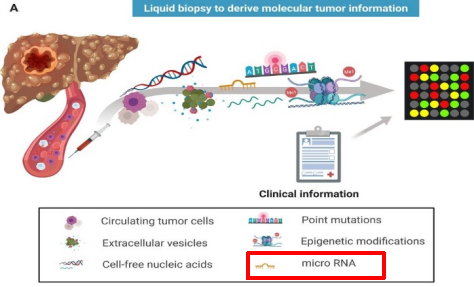 A
Liquid biopsy to derive molecular tumor information
Clinical information
Circulating tumor cells
Point mutations
Extracellular vesicles
Epigenetic modifications
Cell-free nucleic acids
micro RNA